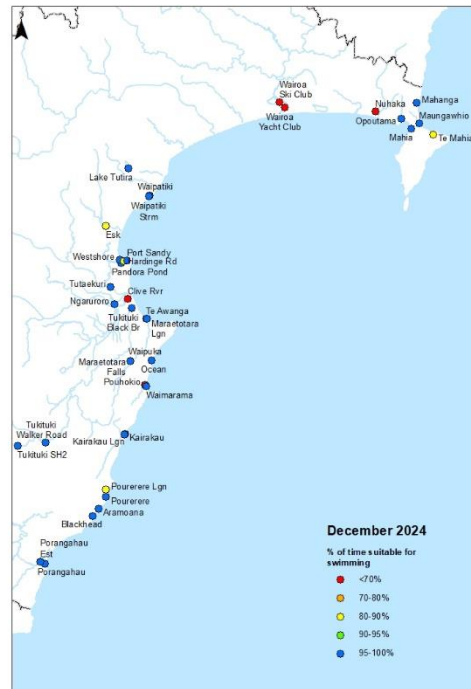 Wairoa
Ski Club
Nuhaka
Mahanga
Wairoa
Yacht Club
Opoutama
Maungawhio
Mahia
Te Mahia
Lake Tutira
Waipatiki
Waipatiki
Strm
Esk
Westshore
Port Sandy
Hardinge Rd
Pandora Pond
Tutaekuri
Clive Rvr
Ngaruroro
Te Awanga
Tukituki
Black Br
Maraetotara
Lgn
Waipuka
Ocean
Maraetotara
Falls
Pouhokio
Waimarama
Tukituki
Walker Road
Kairakau Lgn
Kairakau
Tukituki SH2
Pourerere Lgn
Pourerere
Aramoana
Blackhead
Porangahau
Est
Porangahau
December 2024
% of time suitable for
swimming
<70%
70-80%
80-90%
90-95%
95-100%